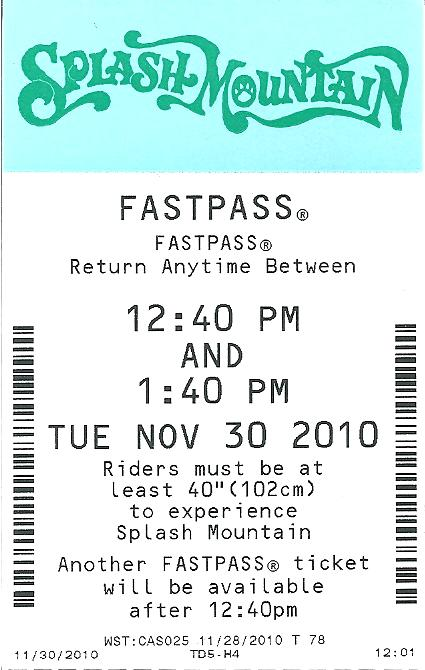 SPLASH MOUNTAIN
FASTPASS®
FASTPASS®
Return Anytime Between
12:40 PM
AND
1:40 PM
TUE NOV 30 2010
Riders must be at
least 40"(102cm)
to experience
Splash Mountain
Another FASTPASS® ticket
will be available
after 12:40pm
WST:CAS025 11/28/2010 T 78
11/30/2010 TDS-H4 12:01